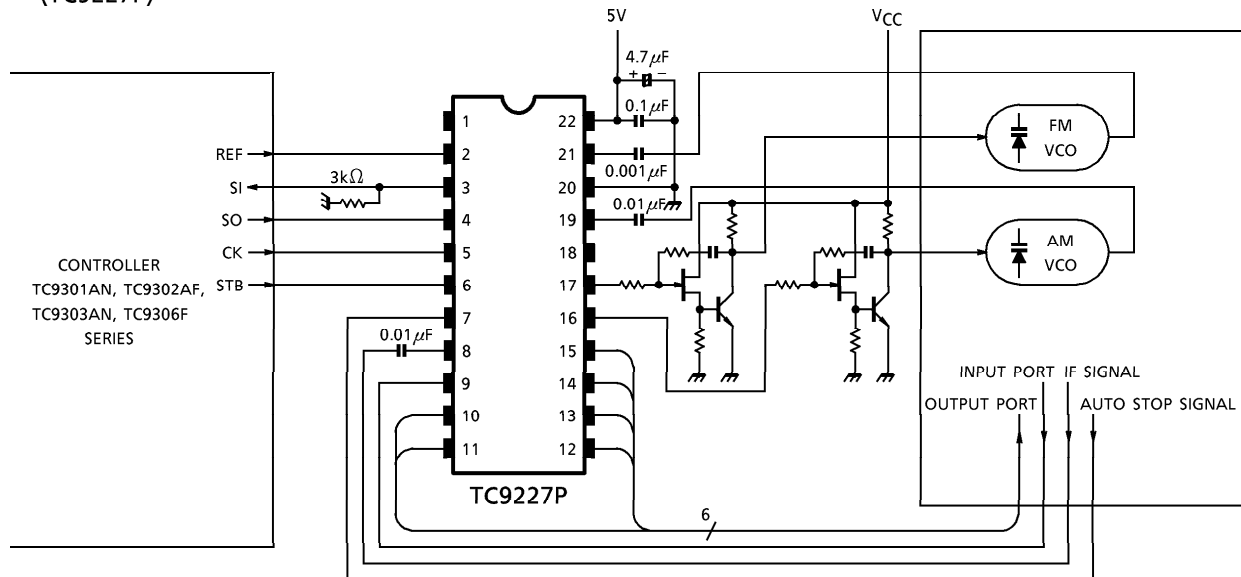 (TC9227P)
5V
VCC
4.7μF
+ −
0.1μF
0.001μF
0.01μF
FM
VCO
AM
VCO
REF
SI
3kΩ
SO
CK
STB
CONTROLLER
TC9301AN, TC9302AF,
TC9303AN, TC9306F
SERIES
0.01μF
1
2
3
4
5
6
7
8
9
10
11
22
21
20
19
18
17
16
15
14
13
12
TC9227P
INPUT PORT IF SIGNAL
OUTPUT PORT AUTO STOP SIGNAL
6